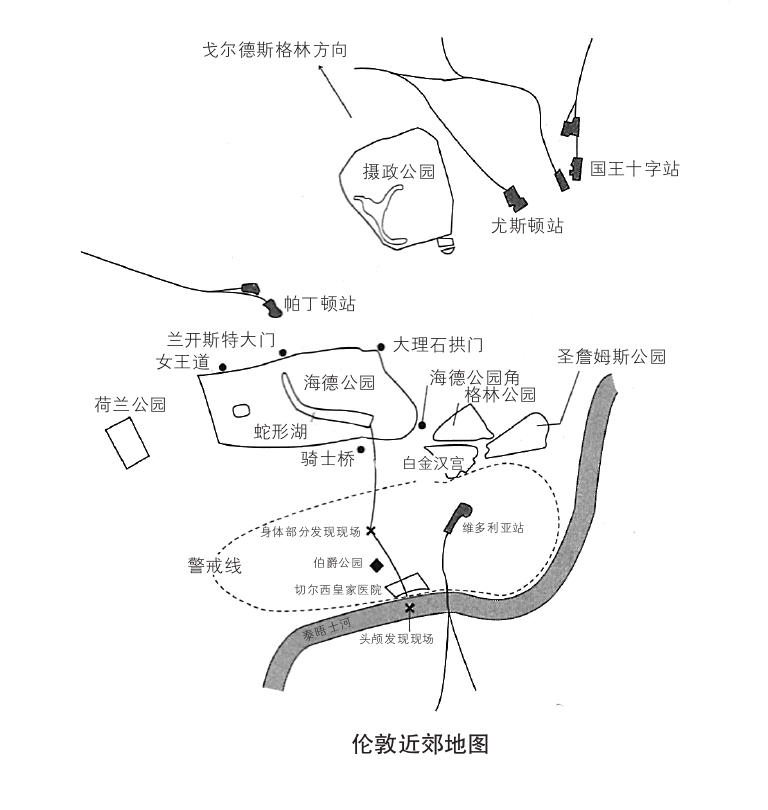 戈尔德斯格林方向
摄政公园
国王十字站
尤斯顿站
帕丁顿站
兰开斯特大门
大理石拱门
女王道
圣詹姆斯公园
海德公园
海德公园角
格林公园
荷兰公园
蛇形湖
骑士桥
白金汉宫
身体部分发现现场
维多利亚站
警戒线
伯爵公园
切尔西皇家医院
泰晤士河
头颅发现现场
伦敦近郊地图